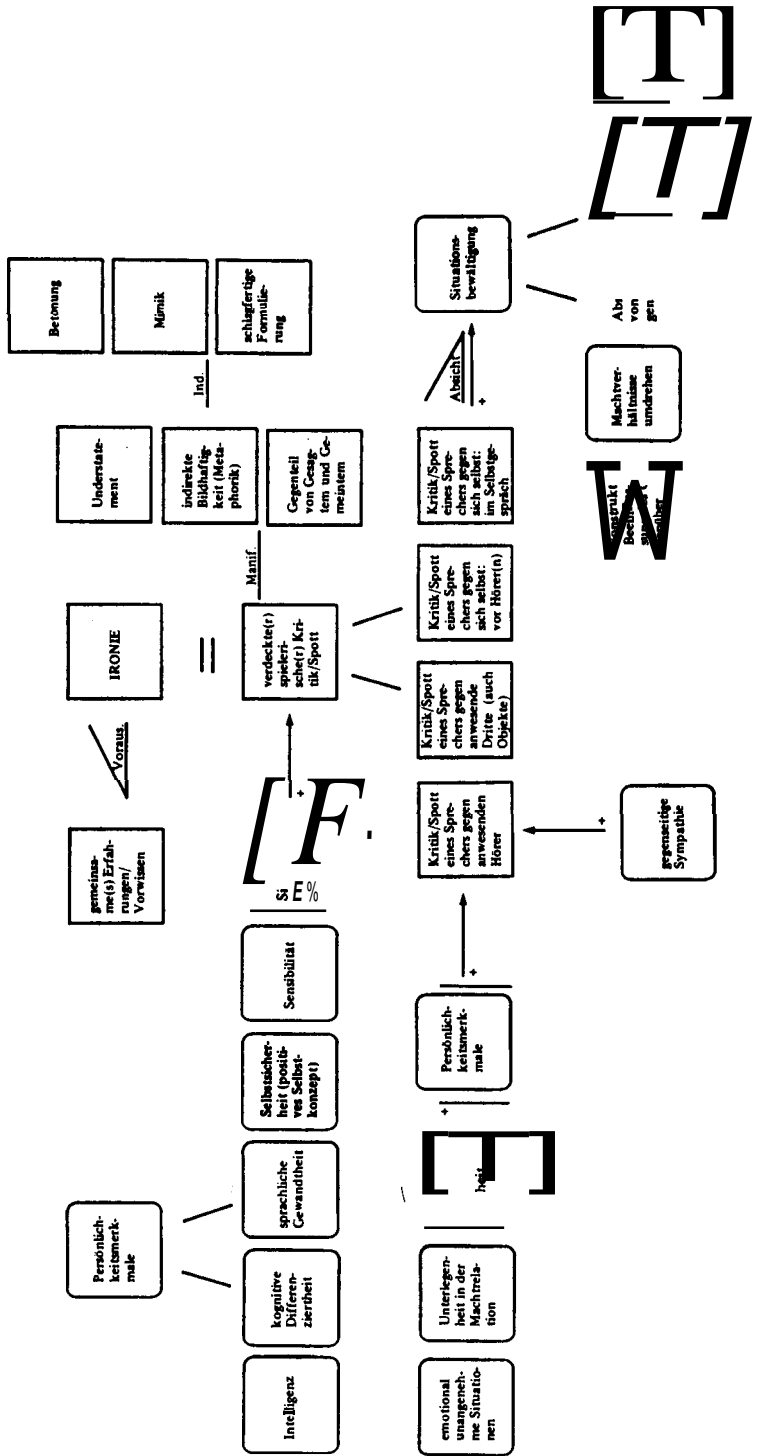 Betonung
Mimik
schlagfertige
Formulie-
rung
Ind.
Understate-
ment
indirekte
Bildhaftig-
keit (Meta-
phorik)
Gegenteil
von Gesag-
tem und Ge-
meintem
Manif.
IRONIE
=
verdeckte(r)
spieleri-
sche(r) Kri-
tik/Spott
Voraus.
gemeinsa-
me(s) Erfah-
rungen/
Vorwissen
+
[F
Si E%
Persönlich-
keitsmerk-
male
Intelligenz
kognitive
Differen-
ziertheit
sprachliche
Gewandtheit
Selbstsicher-
heit (positi-
ves Selbst-
konzept)
Sensibilität
emotional
unangeneh-
me Situatio-
nen
Unterlegen-
heit in der
Machtrela-
tion
[E]
heit
+
Persönlich-
keitsmerk-
male
+
Kritik/Spott
eines Spre-
chers gegen
anwesenden
Hörer
Kritik/Spott
eines Spre-
chers gegen
anwesende
Dritte (auch
Objekte)
Kritik/Spott
eines Spre-
chers gegen
sich selbst:
vor Hörer(n)
Kritik/Spott
eines Spre-
chers gegen
sich selbst:
im Selbstge-
spräch
Absicht
+
Situations-
bewältigung
+
gegenseitige
Sympathie
W
Machtver-
hältnisse
umdrehen
von
gen
[T]
[T]